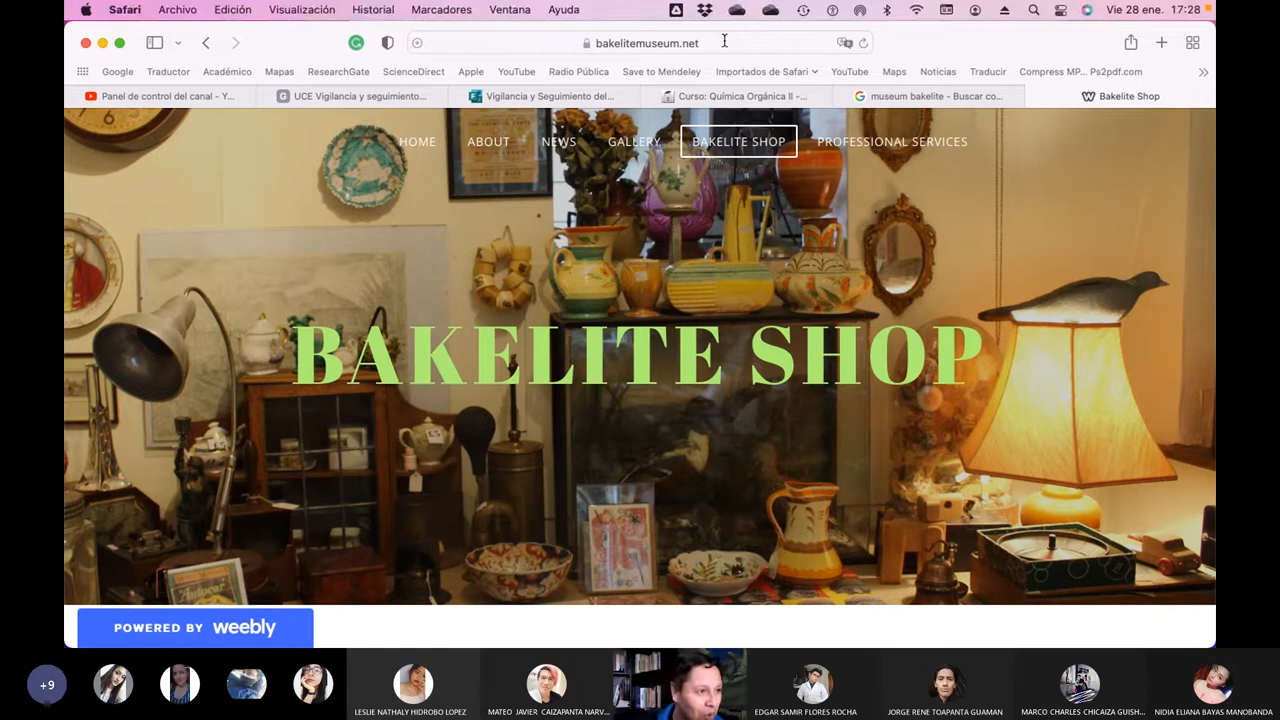 Safari Archivo Edición Visualización Historial Marcadores Ventana Ayuda Vie 28 ene. 17:28
bakelitemuseum.net
Google Traductor Académico Mapas ResearchGate ScienceDirect Apple YouTube Radio Pública Save to Mendeley Importados de Safari YouTube Maps Noticias Traducir Compress MP... Ps2pdf.com
Panel de control del canal - Y... UCE Vigilancia y seguimiento... Vigilancia y Seguimiento del... Curso: Química Orgánica II -... museum bakelite - Buscar co... Bakelite Shop
HOME ABOUT NEWS GALLERY BAKELITE SHOP PROFESSIONAL SERVICES
BAKELITE SHOP
POWERED BY weebly
+9
LESLIE NATHALY HIDROBO LOPEZ MATEO JAVIER CAIZAPANTA NARV... EDGAR SAMIR FLORES ROCHA JORGE RENE TOAPANTA GUAMAN MARCO CHARLES CHICAIZA GUISH... NIDIA ELIANA BAYAS MANOBANDA